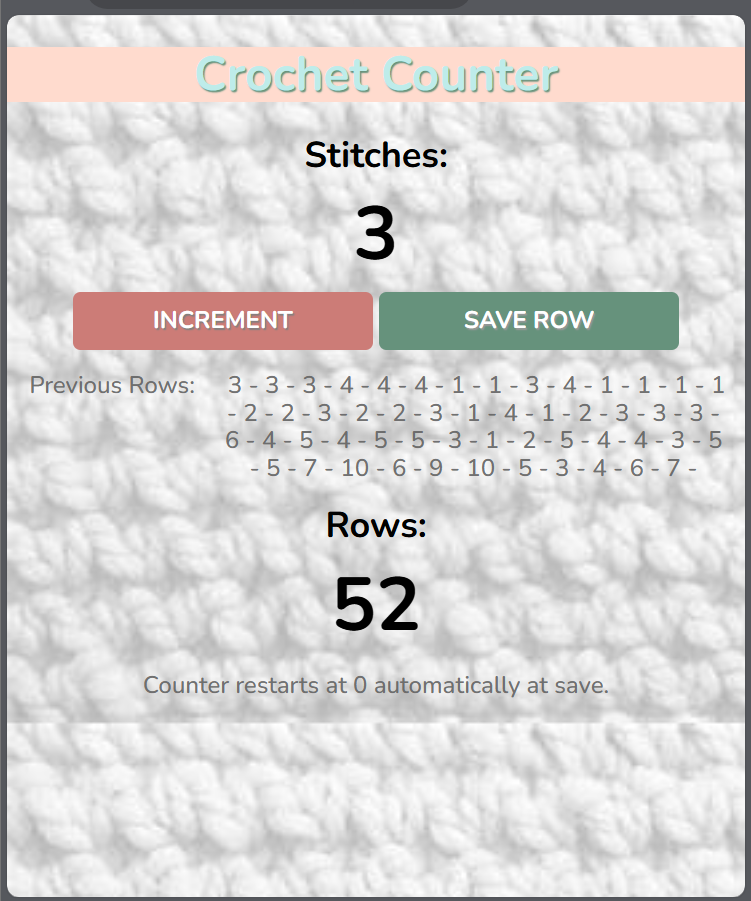 Crochet Counter
Stitches:
3
INCREMENT SAVE ROW
Previous Rows: 3 - 3 - 3 - 4 - 4 - 4 - 1 - 1 - 3 - 4 - 1 - 1 - 1 - 1
- 2 - 2 - 3 - 2 - 2 - 3 - 1 - 4 - 1 - 2 - 3 - 3 - 3 -
6 - 4 - 5 - 4 - 5 - 5 - 3 - 1 - 2 - 5 - 4 - 4 - 3 - 5
- 5 - 7 - 10 - 6 - 9 - 10 - 5 - 3 - 4 - 6 - 7 -
Rows:
52
Counter restarts at 0 automatically at save.